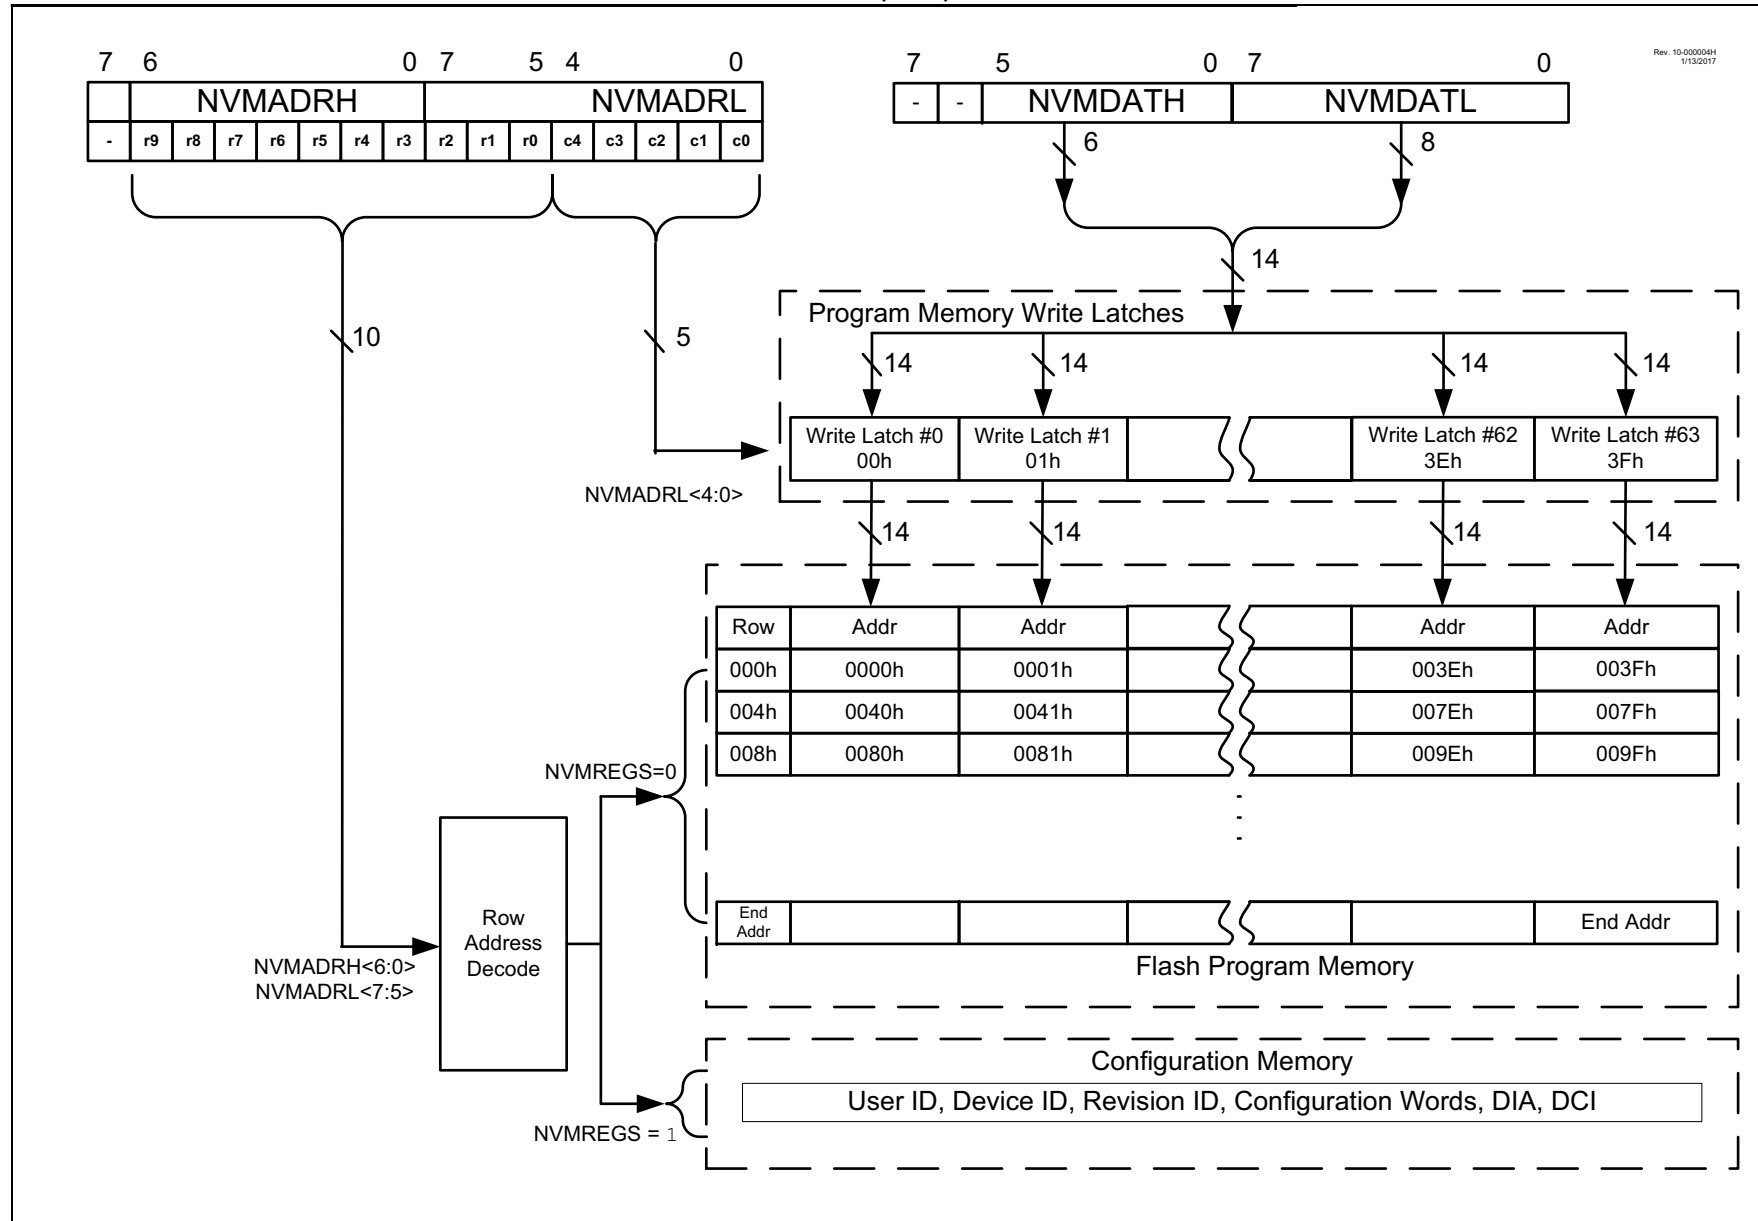 7 6 0 7 5 4 0
7 5 0 7 0
Rev. 10-000004H
1/13/2017
NVMADRH NVMADRL
- - NVMDATH NVMDATL
- r9 r8 r7 r6 r5 r4 r3 r2 r1 r0 c4 c3 c2 c1 c0
6 8
14
Program Memory Write Latches
10 5
14 14 14 14
Write Latch #0 Write Latch #1 Write Latch #62 Write Latch #63
00h 01h 3Eh 3Fh
NVMADRL<4:0>
14 14 14 14
Row Addr Addr Addr Addr
000h 0000h 0001h 003Eh 003Fh
004h 0040h 0041h 007Eh 007Fh
008h 0080h 0081h 009Eh 009Fh
NVMREGS=0
End
Addr
End Addr
Row
Address
Decode
NVMADRH<6:0>
NVMADRL<7:5>
Flash Program Memory
Configuration Memory
User ID, Device ID, Revision ID, Configuration Words, DIA, DCI
NVMREGS = 1